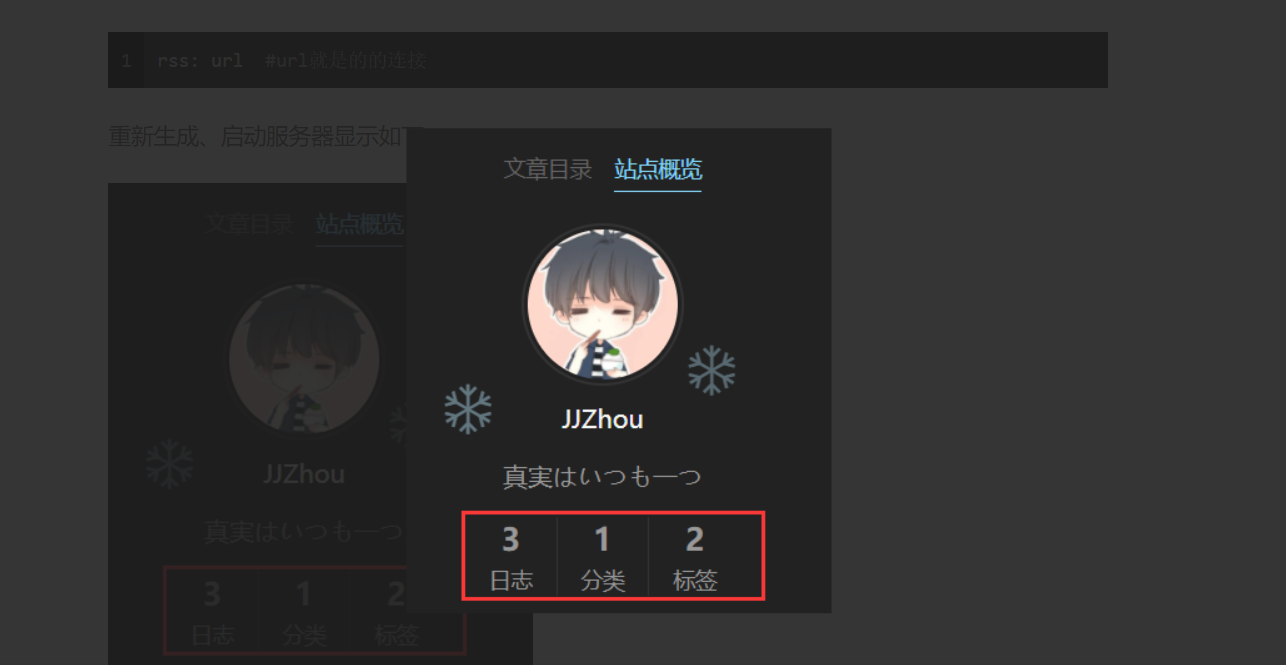 1 rss: url #url就是的的连接
重新生成、启动服务器显示如
文章目录 站点概览
JJZhou
真実はいつも一つ
3 1 2
日志 分类 标签
文章目录 站点概览
JJZhou
真実はいつも一つ
3 1 2
日志 分类 标签